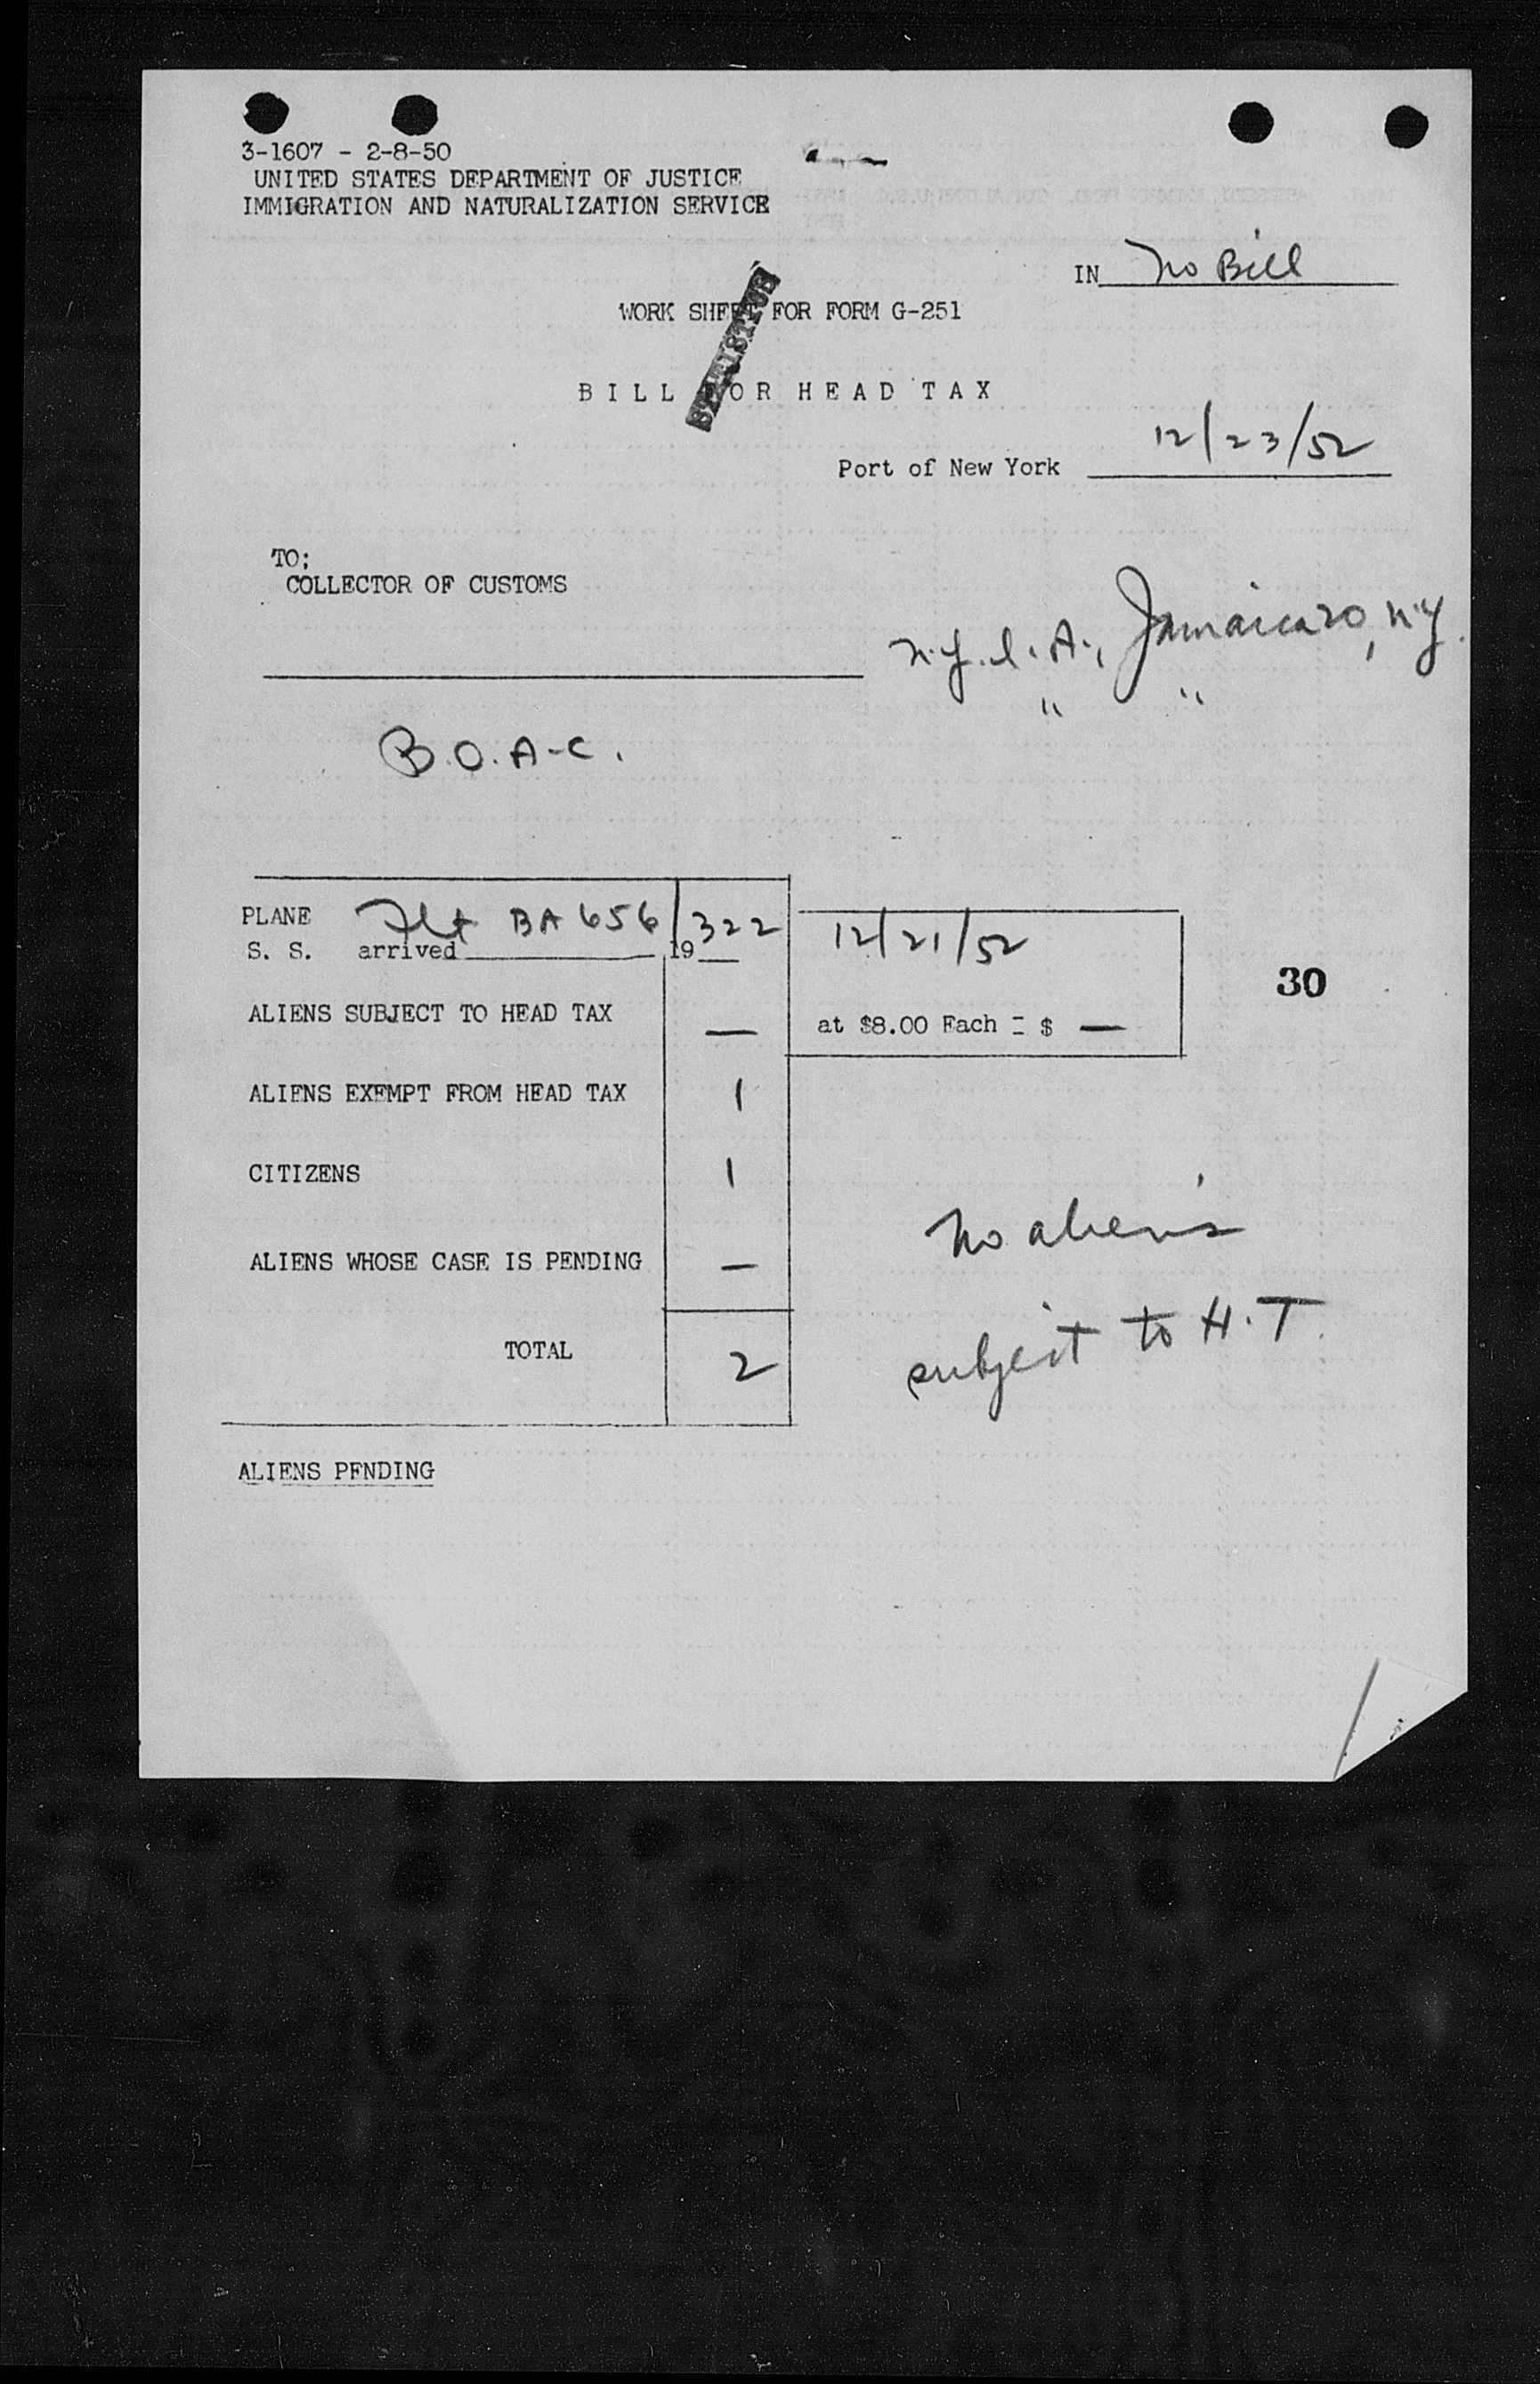 3-1607 - 2-8-50
UNITED STATES DEPARTMENT OF JUSTICE
IMMIGRATION AND NATURALIZATION SERVICE
IN No Bill
WORK SHEET FOR FORM G-251
BILL FOR HEAD TAX
STATISTICS
Port of New York 12/23/52
TO:
COLLECTOR OF CUSTOMS
N.Y.I.A., Jamaica 20, N.Y.
" "
B.O.A.C.
PLANE Flt BA 656/322 12/21/52
S. S. arrived 19
30
ALIENS SUBJECT TO HEAD TAX — at $8.00 Each = $ —
ALIENS EXEMPT FROM HEAD TAX 1
CITIZENS 1
No aliens
ALIENS WHOSE CASE IS PENDING —
subject to H.T.
TOTAL 2
ALIENS PENDING